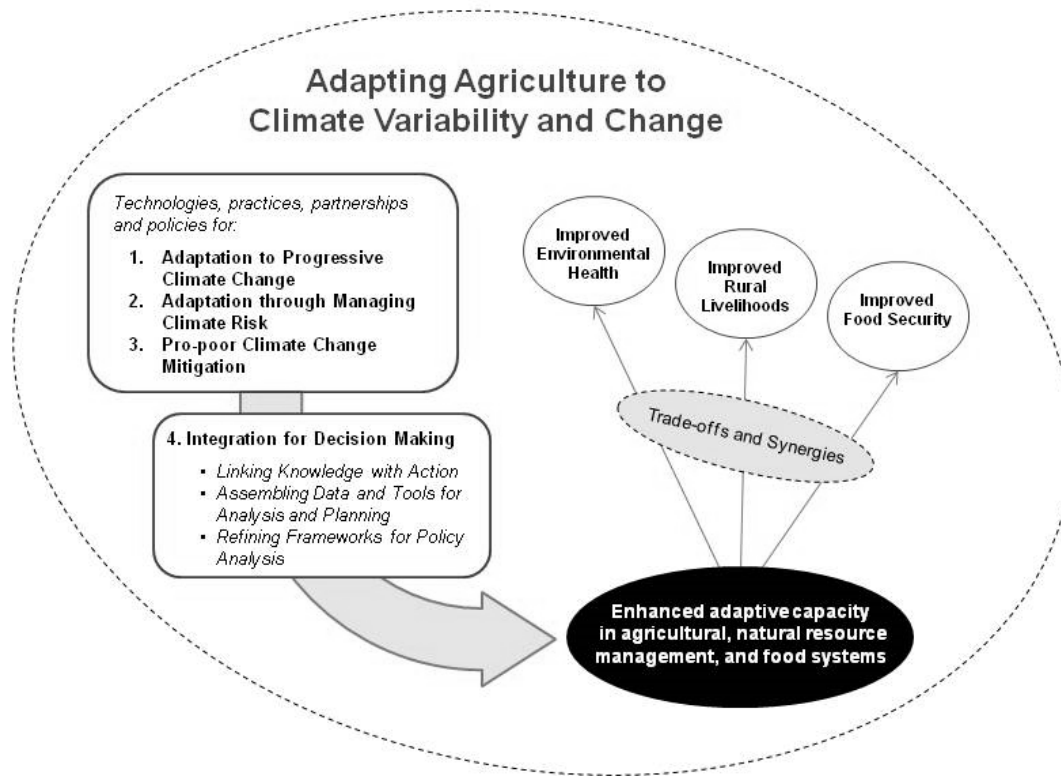 Adapting Agriculture to
Climate Variability and Change
Technologies, practices, partnerships
and policies for:
1. Adaptation to Progressive
Climate Change
2. Adaptation through Managing
Climate Risk
3. Pro-poor Climate Change
Mitigation
4. Integration for Decision Making
▪ Linking Knowledge with Action
▪ Assembling Data and Tools for
Analysis and Planning
▪ Refining Frameworks for Policy
Analysis
Improved
Environmental
Health
Improved
Rural
Livelihoods
Improved
Food Security
Trade-offs and Synergies
Enhanced adaptive capacity
in agricultural, natural resource
management, and food systems